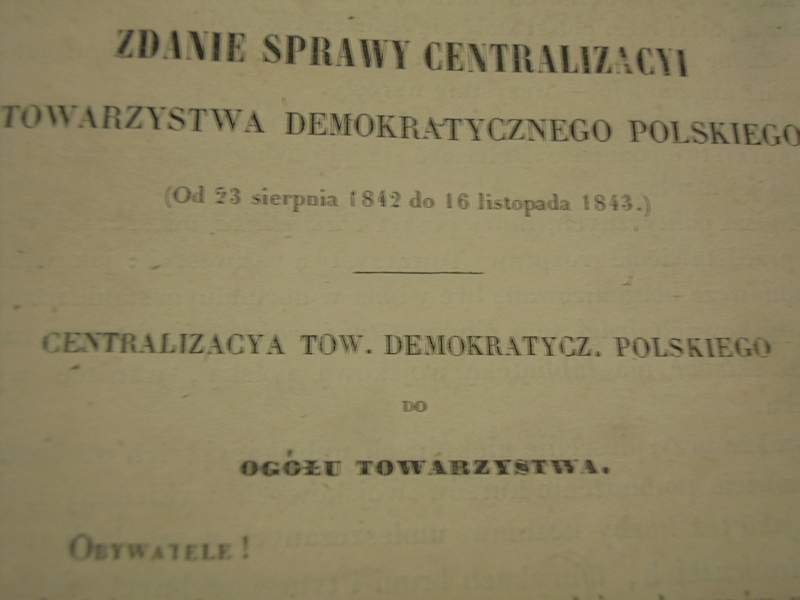 ZDANIE SPRAWY CENTRALIZACYI
TOWARZYSTWA DEMOKRATYCZNEGO POLSKIEGO
(Od 23 sierpnia 1842 do 16 listopada 1843.)
CENTRALIZACYA TOW. DEMOKRATYCZ. POLSKIEGO
DO
OGÓŁU TOWARZYSTWA.
OBYWATELE !